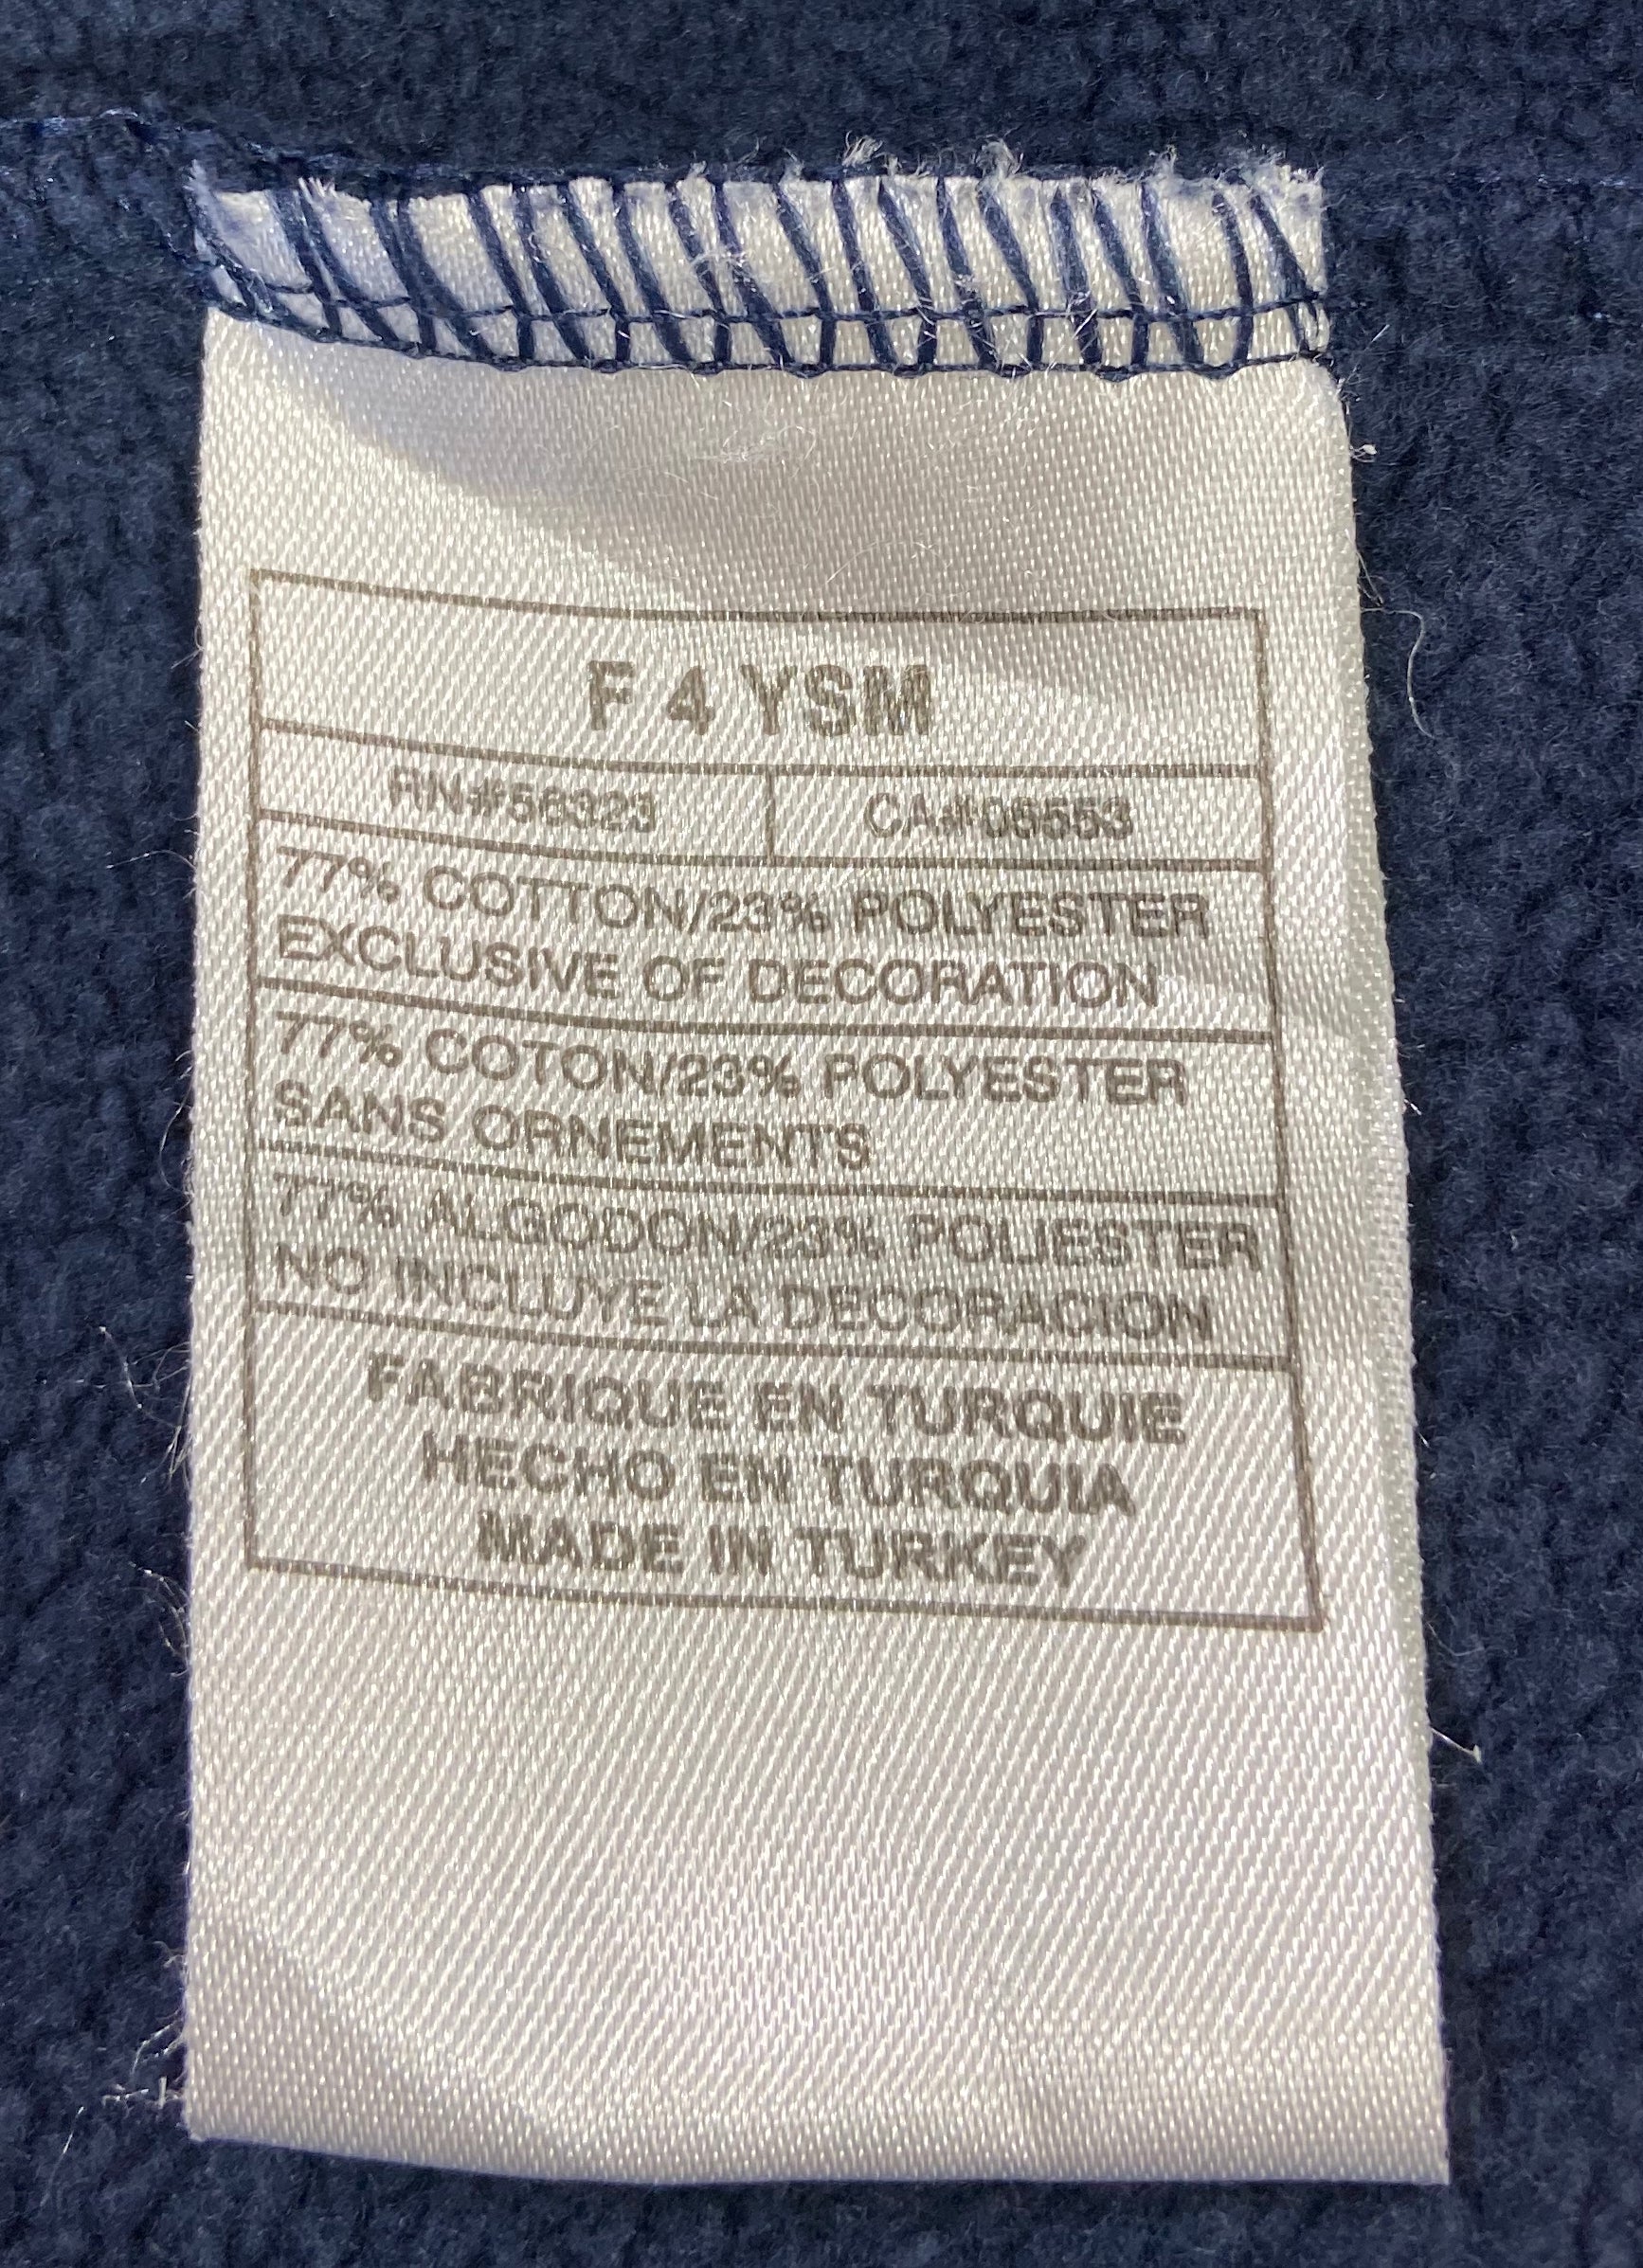 F 4 YSM
RN#56323 CA#05553
77% COTTON/23% POLYESTER
EXCLUSIVE OF DECORATION
77% COTON/23% POLYESTER
SANS ORNEMENTS
77% ALGODON/23% POLIESTER
NO INCLUYE LA DECORACION
FABRIQUE EN TURQUIE
HECHO EN TURQUIA
MADE IN TURKEY